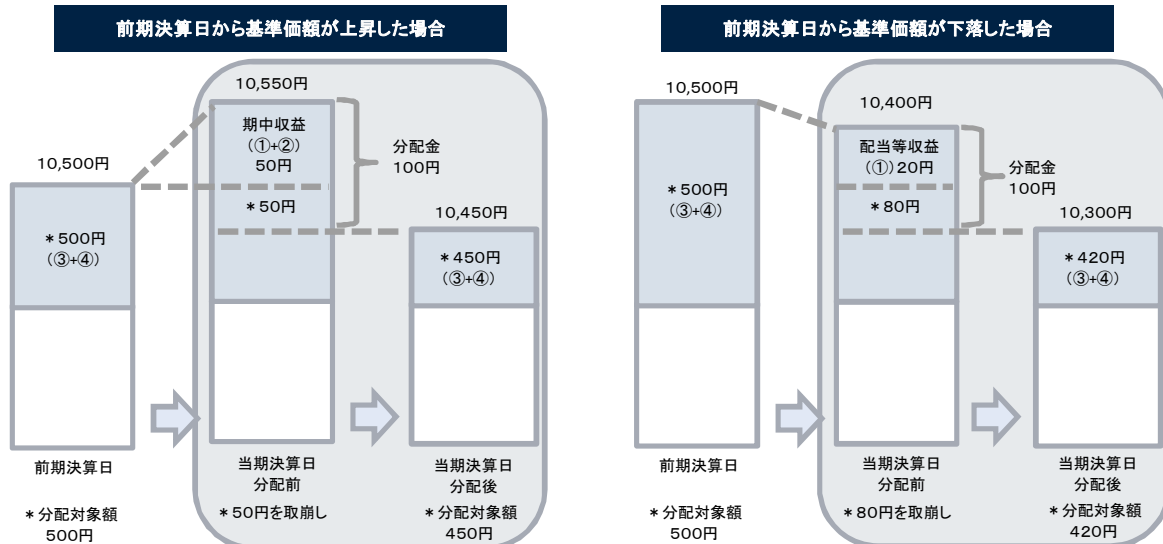 前期決算日から基準価額が上昇した場合
10,550円
期中収益
(①+②)
50円
分配金
100円
10,500円
*50円
10,450円
*500円
(③+④)
*450円
(③+④)
前期決算日
当期決算日
分配前
当期決算日
分配後
*分配対象額
500円
*50円を取崩し
*分配対象額
450円
前期決算日から基準価額が下落した場合
10,500円
10,400円
配当等収益
(①)20円
分配金
100円
*500円
(③+④)
*80円
10,300円
*420円
(③+④)
前期決算日
当期決算日
分配前
当期決算日
分配後
*分配対象額
500円
*80円を取崩し
*分配対象額
420円